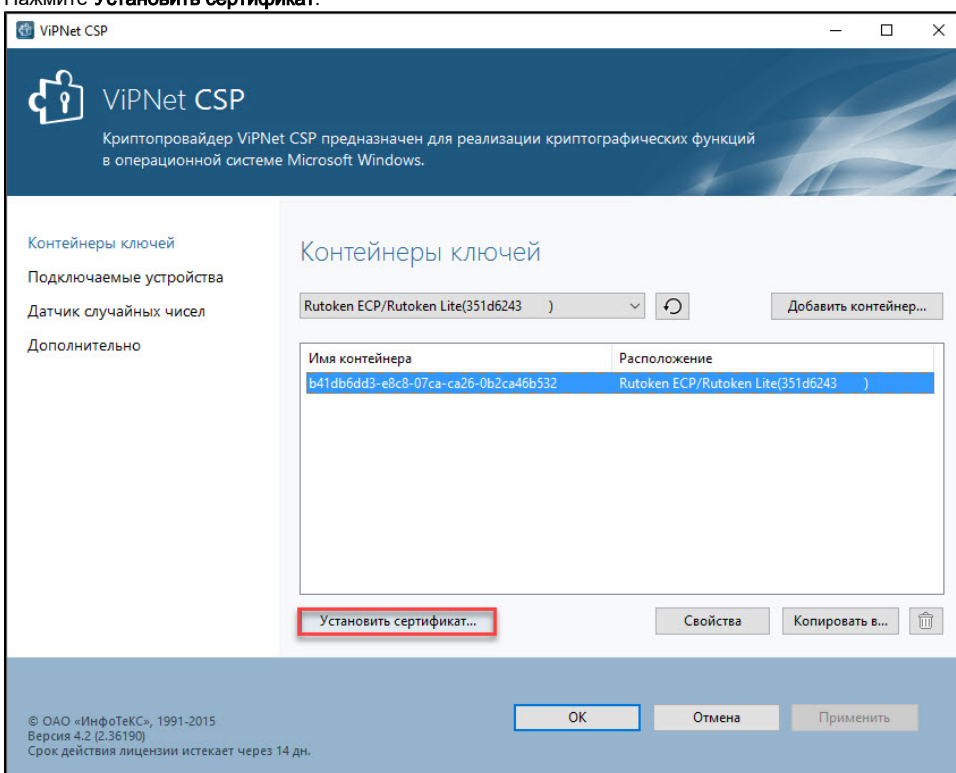 Нажмите Установить сертификат.
ViPNet CSP
ViPNet CSP
Криптопровайдер ViPNet CSP предназначен для реализации криптографических функций
в операционной системе Microsoft Windows.
Контейнеры ключей
Подключаемые устройства
Датчик случайных чисел
Дополнительно
Контейнеры ключей
Rutoken ECP/Rutoken Lite(351d6243 )
Добавить контейнер...
Имя контейнера Расположение
b41db6dd3-e8c8-07ca-ca26-0b2ca46b532 Rutoken ECP/Rutoken Lite(351d6243 )
Установить сертификат...
Свойства
Копировать в...
© ОАО «ИнфоТеКС», 1991-2015
Версия 4.2 (2.36190)
Срок действия лицензии истекает через 14 дн.
ОК
Отмена
Применить